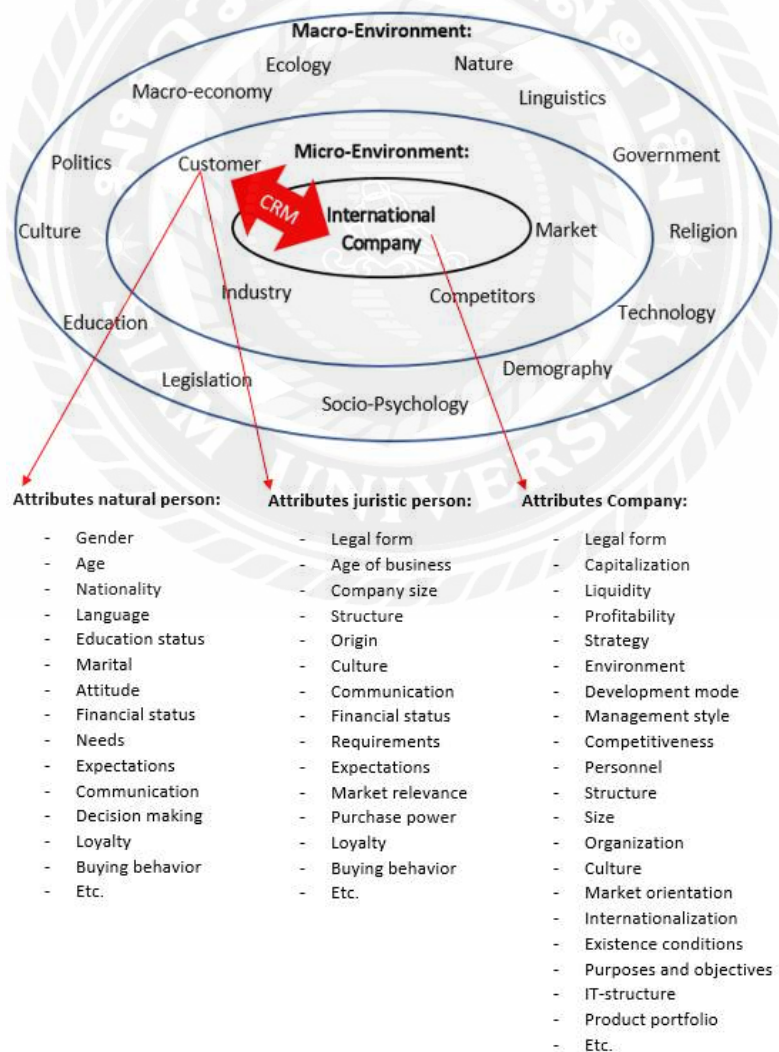 Macro-Environment:
Ecology
Nature
Macro-economy
Linguistics
Politics
Customer
Micro-Environment:
Government
CRM
International
Company
Culture
Market
Religion
Industry
Competitors
Education
Technology
Legislation
Demography
Socio-Psychology
SIAM UNIVERSITY
Attributes natural person:
- Gender
- Age
- Nationality
- Language
- Education status
- Marital
- Attitude
- Financial status
- Needs
- Expectations
- Communication
- Decision making
- Loyalty
- Buying behavior
- Etc.
Attributes juristic person:
- Legal form
- Age of business
- Company size
- Structure
- Origin
- Culture
- Communication
- Financial status
- Requirements
- Expectations
- Market relevance
- Purchase power
- Loyalty
- Buying behavior
- Etc.
Attributes Company:
- Legal form
- Capitalization
- Liquidity
- Profitability
- Strategy
- Environment
- Development mode
- Management style
- Competitiveness
- Personnel
- Structure
- Size
- Organization
- Culture
- Market orientation
- Internationalization
- Existence conditions
- Purposes and objectives
- IT-structure
- Product portfolio
- Etc.